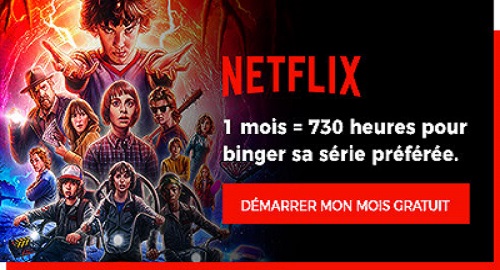 NETFLIX
1 mois = 730 heures pour
binger sa série préférée.
DÉMARRER MON MOIS GRATUIT